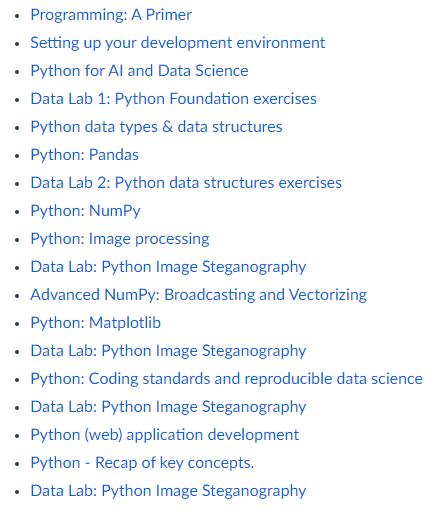 Programming: A Primer
Setting up your development environment
Python for AI and Data Science
Data Lab 1: Python Foundation exercises
Python data types & data structures
Python: Pandas
Data Lab 2: Python data structures exercises
Python: NumPy
Python: Image processing
Data Lab: Python Image Steganography
Advanced NumPy: Broadcasting and Vectorizing
Python: Matplotlib
Data Lab: Python Image Steganography
Python: Coding standards and reproducible data science
Data Lab: Python Image Steganography
Python (web) application development
Python - Recap of key concepts.
Data Lab: Python Image Steganography